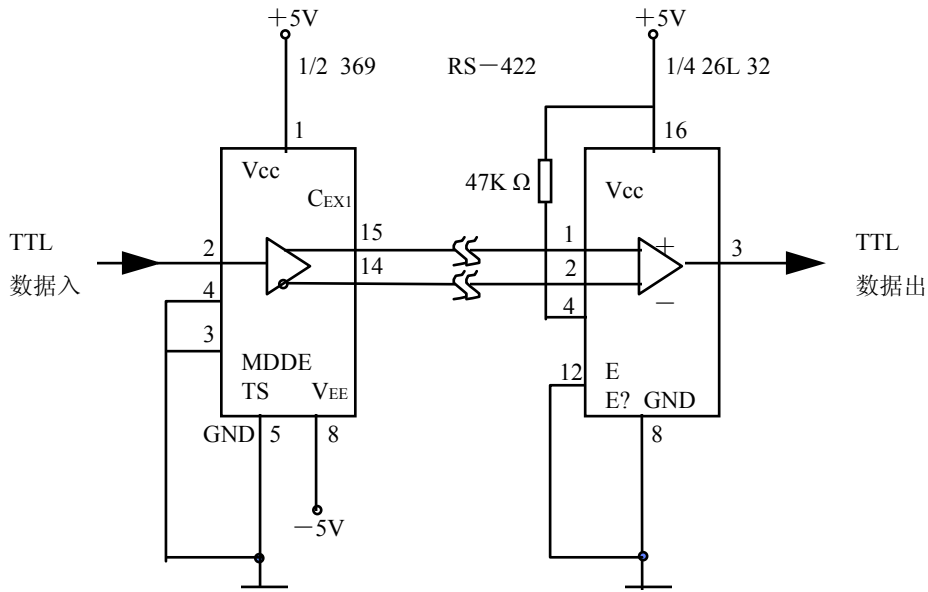 +5V
+5V
1/2 369
RS-422
1/4 26L 32
1
16
Vcc
47K Ω
Vcc
CEX1
TTL
数据入
2
15
14
1
2
+
3
TTL
数据出
4
−
4
3
MDDE
TS
VEE
12
E
E? GND
GND
5
8
8
−5V